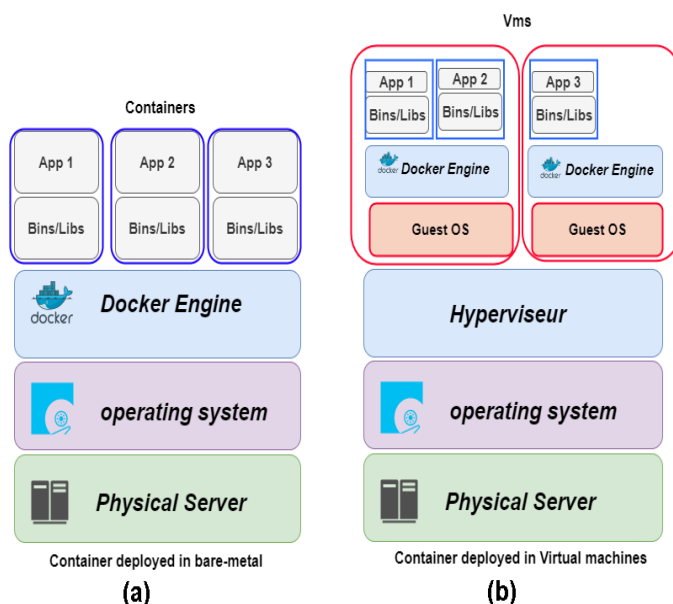 Containers
App 1
App 2
App 3
Bins/Libs
Bins/Libs
Bins/Libs
docker
Docker Engine
operating system
Physical Server
Container deployed in bare-metal
(a)
Vms
App 1
App 2
Bins/Libs
Bins/Libs
App 3
Bins/Libs
docker
Docker Engine
docker
Docker Engine
Guest OS
Guest OS
Hyperviseur
operating system
Physical Server
Container deployed in Virtual machines
(b)